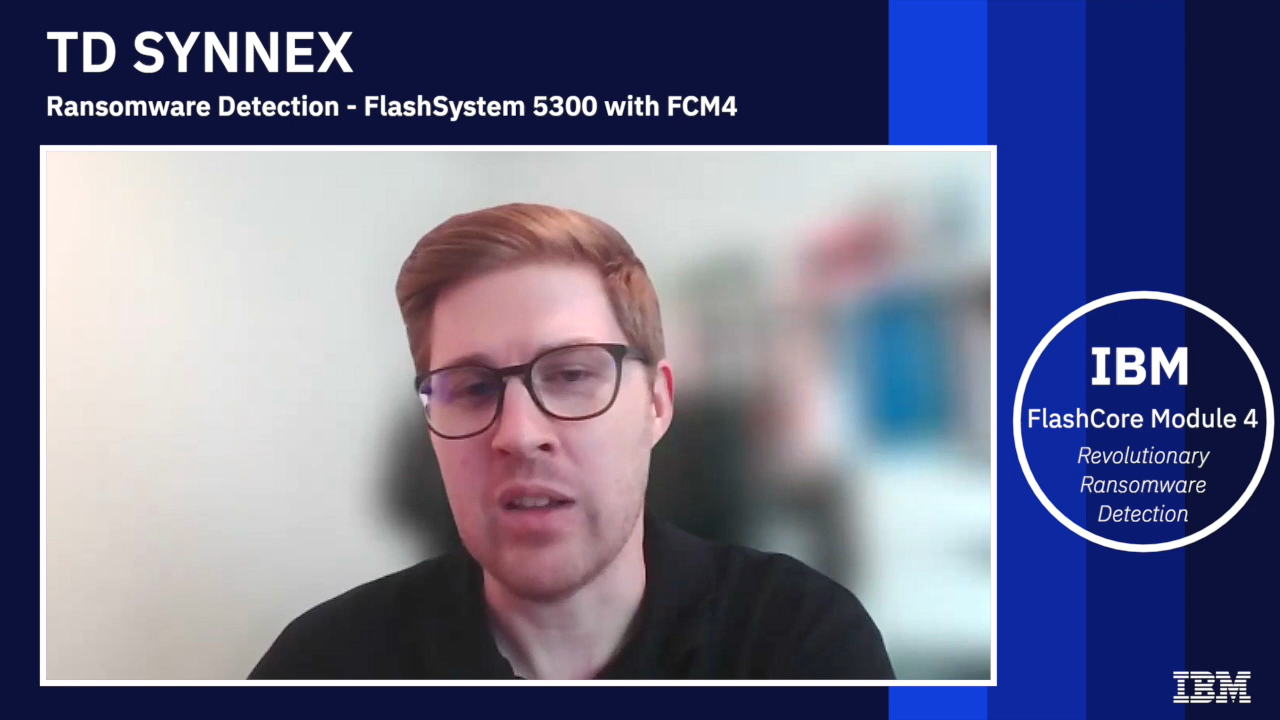 TD SYNNEX
Ransomware Detection - FlashSystem 5300 with FCM4
IBM
FlashCore Module 4
Revolutionary
Ransomware
Detection
IBM